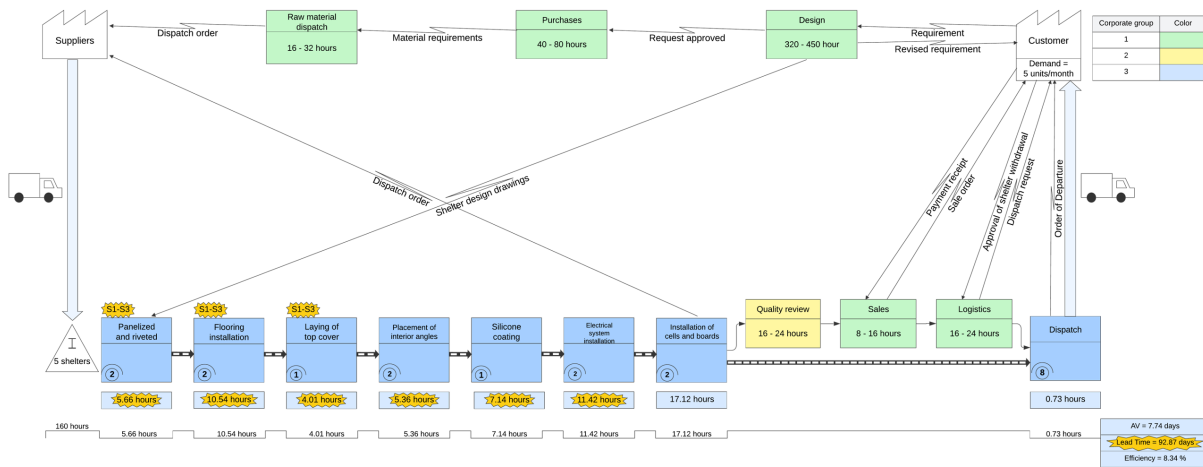 Suppliers
Dispatch order
Raw material
dispatch
16 - 32 hours
Material requirements
Purchases
40 - 80 hours
Request approved
Design
320 - 450 hour
Requirement
Revised requirement
Customer
Demand =
5 units/month
Corporate group
Color
1
2
3
Dispatch order
Shelter design drawings
Payment receipt
Sale order
Approval of shelter withdrawal
Dispatch request
Order of Departure
I
5 shelters
S1-S3
Panelized
and riveted
2
5.66 hours
S1-S3
Flooring
installation
2
10.54 hours
S1-S3
Laying of
top cover
1
4.01 hours
Placement of
interior angles
2
5.36 hours
Silicone
coating
1
7.14 hours
Electrical
system
installation
2
11.42 hours
Installation of
cells and boards
2
17.12 hours
Quality review
16 - 24 hours
Sales
8 - 16 hours
Logistics
16 - 24 hours
Dispatch
8
0.73 hours
160 hours
5.66 hours
10.54 hours
4.01 hours
5.36 hours
7.14 hours
11.42 hours
17.12 hours
0.73 hours
AV = 7.74 days
Lead Time = 92.87 days
Efficiency = 8.34 %